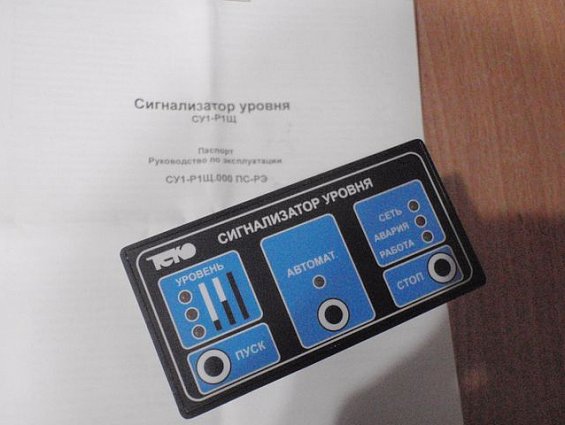 Сигнализатор уровня
СУ1-Р1Щ
Паспорт
Руководство по эксплуатации
СУ1-Р1Щ.000 ПС-РЭ
ТЕКО
СИГНАЛИЗАТОР УРОВНЯ
УРОВЕНЬ
ПУСК
АВТОМАТ.
СЕТЬ
АВАРИЯ
РАБОТА
СТОП